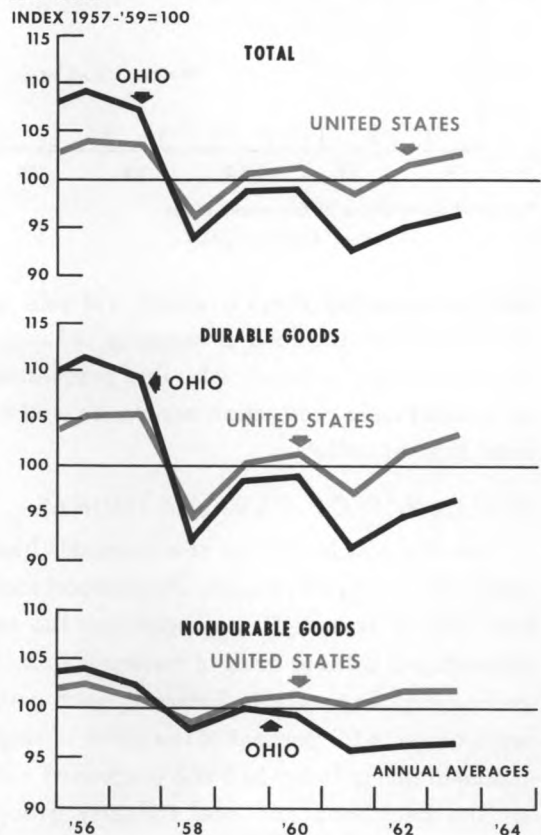 INDEX 1957-'59=100
115
TOTAL
110
OHIO
105
UNITED STATES
100
95
90
115
DURABLE GOODS
110
OHIO
105
UNITED STATES
100
95
90
110
NONDURABLE GOODS
105
UNITED STATES
100
OHIO
95
ANNUAL AVERAGES
90
'56 '58 '60 '62 '64